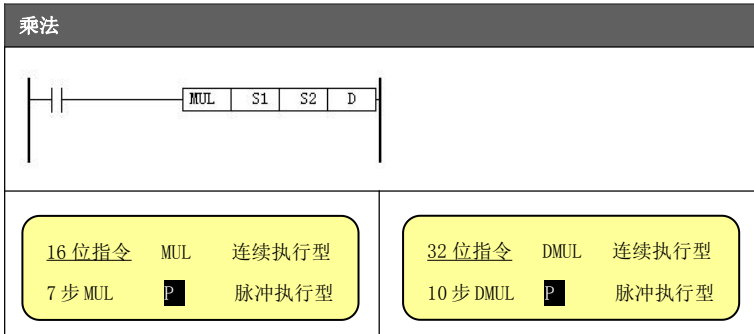 乘法
MUL S1 S2 D
16 位指令 MUL 连续执行型
7 步 MUL P 脉冲执行型
32 位指令 DMUL 连续执行型
10 步 DMUL P 脉冲执行型